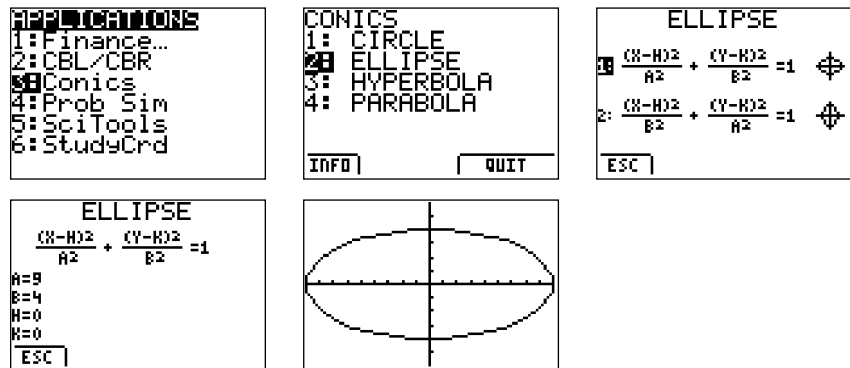 APPLICATIONS
1:Finance…
2:CBL/CBR
3:Conics
4:Prob Sim
5:SciTools
6:StudyCrd
CONICS
1: CIRCLE
2: ELLIPSE
3: HYPERBOLA
4: PARABOLA
INFO QUIT
ELLIPSE
1: (X-H)2/A2 + (Y-K)2/B2 =1
2: (X-H)2/B2 + (Y-K)2/A2 =1
ESC
ELLIPSE
(X-H)2/A2 + (Y-K)2/B2 =1
A=9
B=4
H=0
K=0
ESC